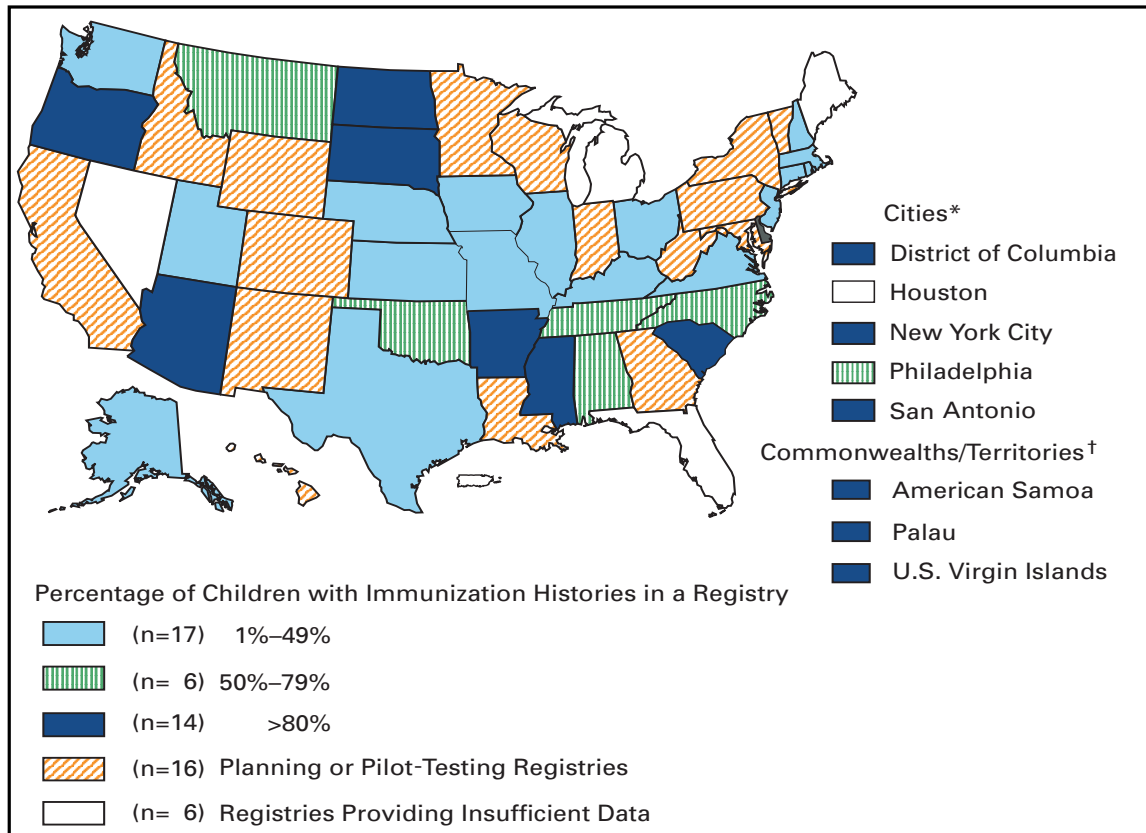 Cities*
District of Columbia
Houston
New York City
Philadelphia
San Antonio
Commonwealths/Territories†
American Samoa
Palau
U.S. Virgin Islands
Percentage of Children with Immunization Histories in a Registry
(n=17) 1%–49%
(n= 6) 50%–79%
(n=14) >80%
(n=16) Planning or Pilot-Testing Registries
(n= 6) Registries Providing Insufficient Data